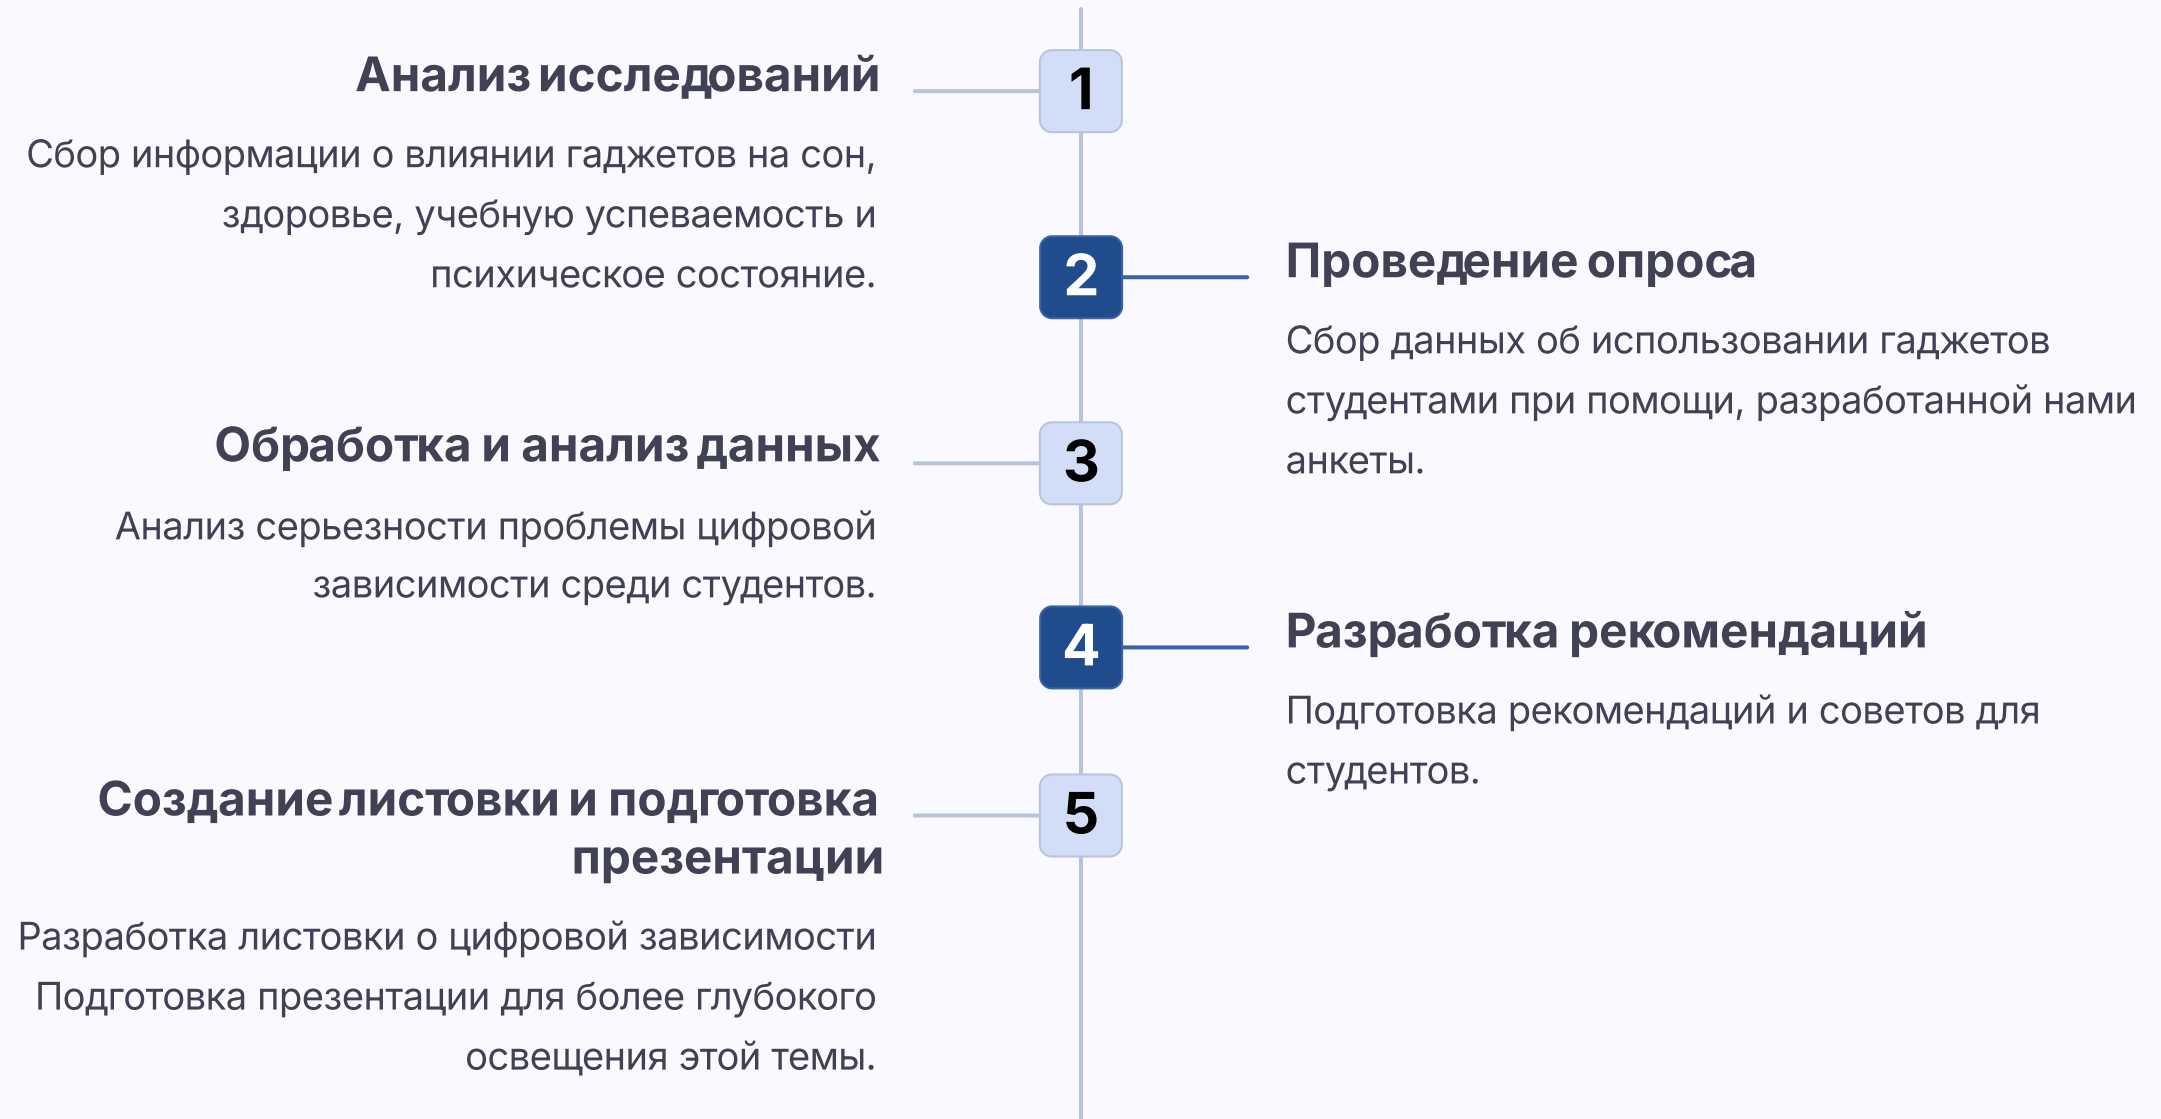 1
Анализ исследований
Сбор информации о влиянии гаджетов на сон,
здоровье, учебную успеваемость и
психическое состояние.
2
Проведение опроса
Сбор данных об использовании гаджетов
студентами при помощи, разработанной нами
анкеты.
3
Обработка и анализ данных
Анализ серьезности проблемы цифровой
зависимости среди студентов.
4
Разработка рекомендаций
Подготовка рекомендаций и советов для
студентов.
5
Создание листовки и подготовка
презентации
Разработка листовки о цифровой зависимости
Подготовка презентации для более глубокого
освещения этой темы.